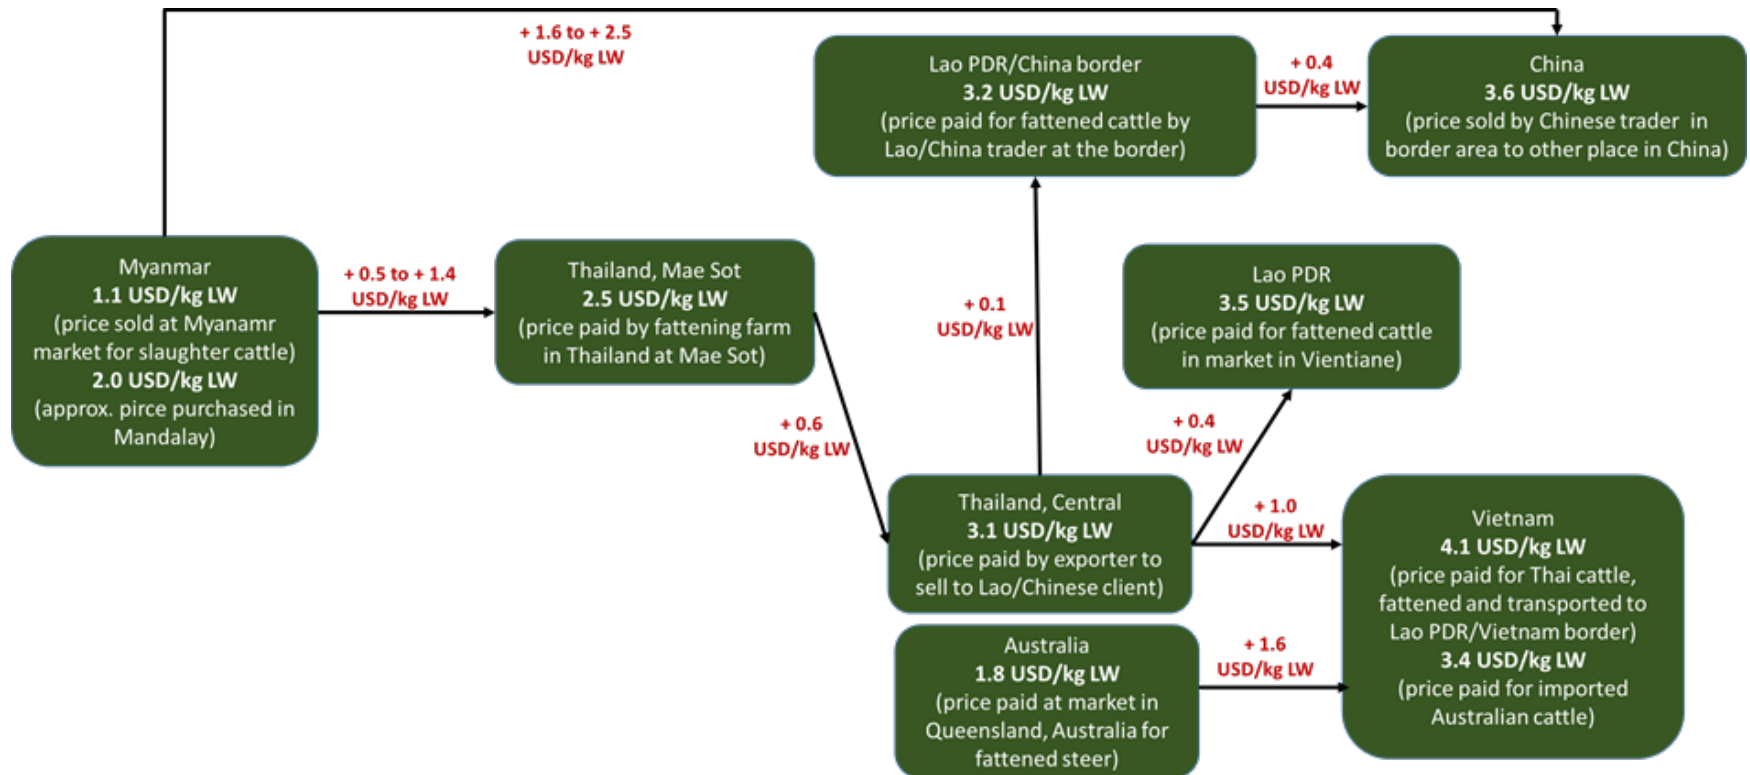 + 1.6 to + 2.5
USD/kg LW
Lao PDR/China border
3.2 USD/kg LW
(price paid for fattened cattle by
Lao/China trader at the border)
+ 0.4
USD/kg LW
China
3.6 USD/kg LW
(price sold by Chinese trader in
border area to other place in China)
Myanmar
1.1 USD/kg LW
(price sold at Myanamr
market for slaughter cattle)
2.0 USD/kg LW
(approx. pirce purchased in
Mandalay)
+ 0.5 to + 1.4
USD/kg LW
Thailand, Mae Sot
2.5 USD/kg LW
(price paid by fattening farm
in Thailand at Mae Sot)
+ 0.1
USD/kg LW
Lao PDR
3.5 USD/kg LW
(price paid for fattened cattle
in market in Vientiane)
+ 0.6
USD/kg LW
+ 0.4
USD/kg LW
Thailand, Central
3.1 USD/kg LW
(price paid by exporter to
sell to Lao/Chinese client)
+ 1.0
USD/kg LW
Vietnam
4.1 USD/kg LW
(price paid for Thai cattle,
fattened and transported to
Lao PDR/Vietnam border)
3.4 USD/kg LW
(price paid for imported
Australian cattle)
Australia
1.8 USD/kg LW
(price paid at market in
Queensland, Australia for
fattened steer)
+ 1.6
USD/kg LW